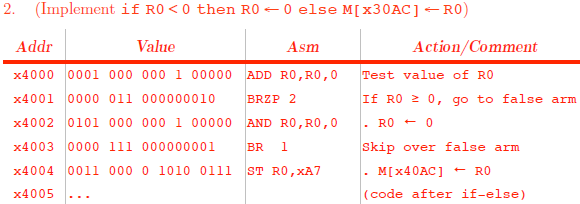 2. (Implement if R0 < 0 then R0 ← 0 else M[x30AC] ← R0)
Addr Value Asm Action/Comment
x4000 0001 000 000 1 00000 ADD R0,R0,0 Test value of R0
x4001 0000 011 000000010 BRZP 2 If R0 ≥ 0, go to false arm
x4002 0101 000 000 1 00000 AND R0,R0,0 . R0 ← 0
x4003 0000 111 000000001 BR 1 Skip over false arm
x4004 0011 000 0 1010 0111 ST R0,xA7 . M[x40AC] ← R0
x4005 ... (code after if-else)